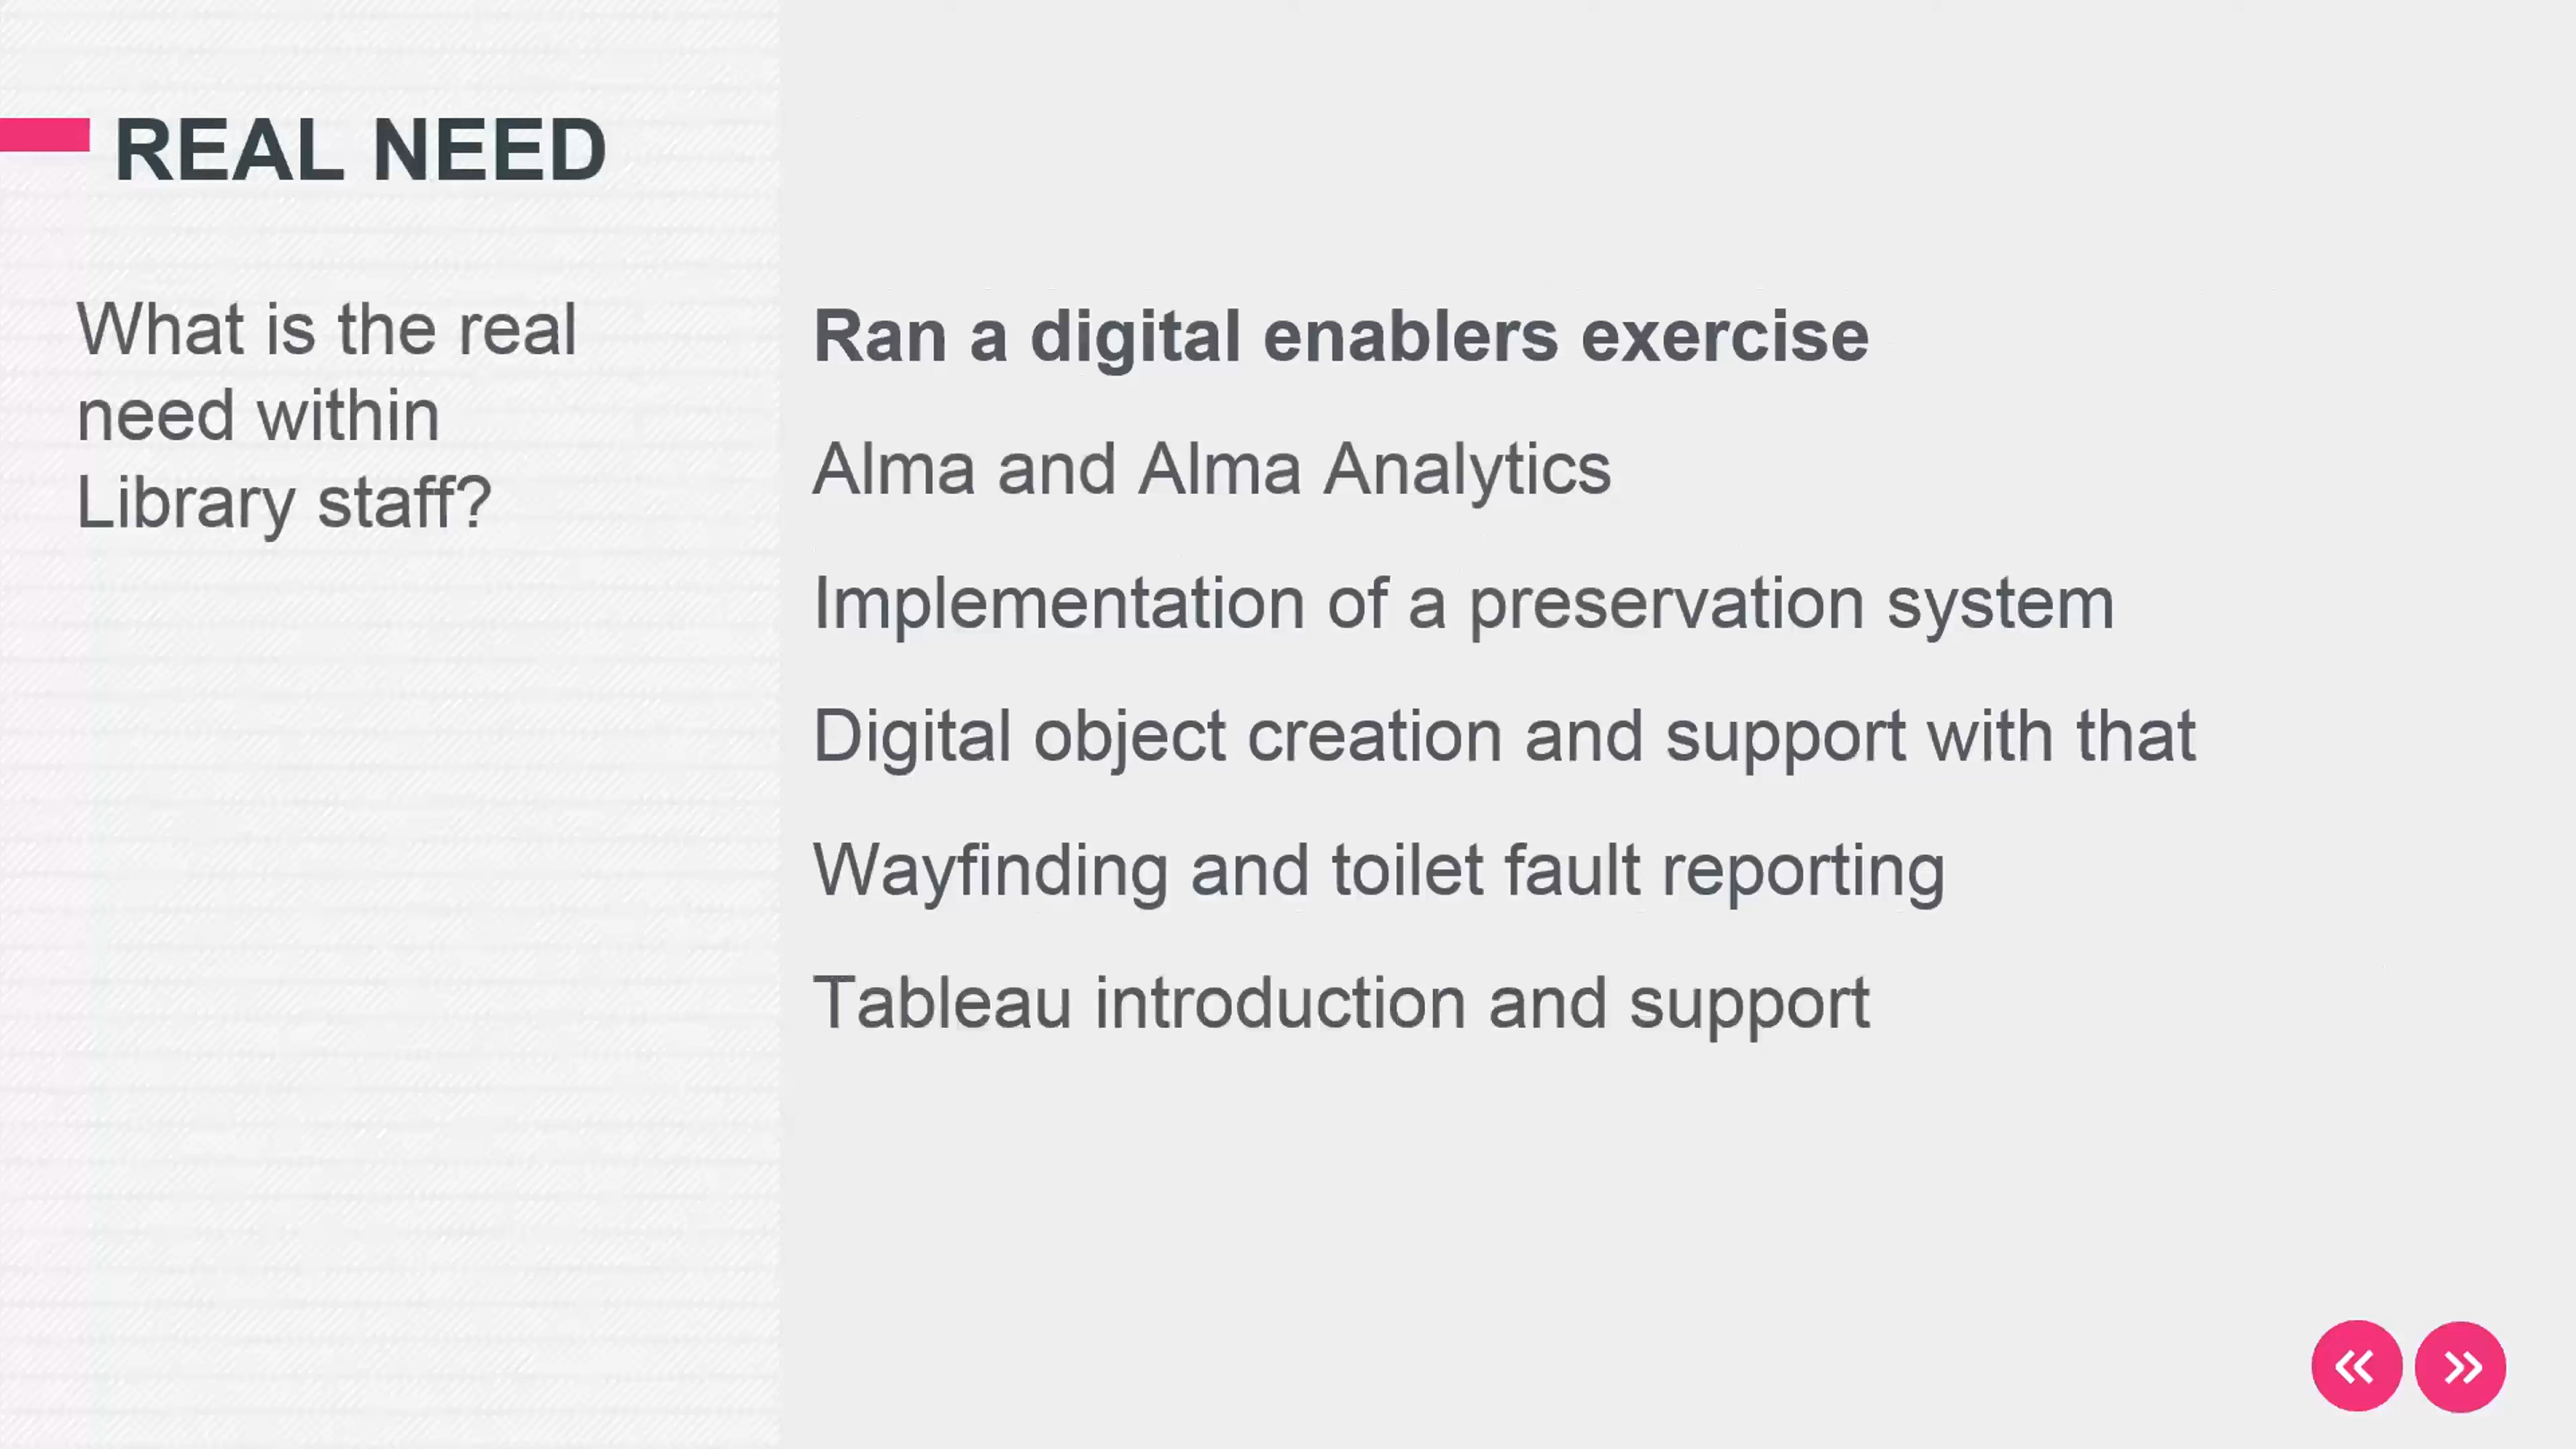 REAL NEED
What is the real
need within
Library staff?
Ran a digital enablers exercise
Alma and Alma Analytics
Implementation of a preservation system
Digital object creation and support with that
Wayfinding and toilet fault reporting
Tableau introduction and support